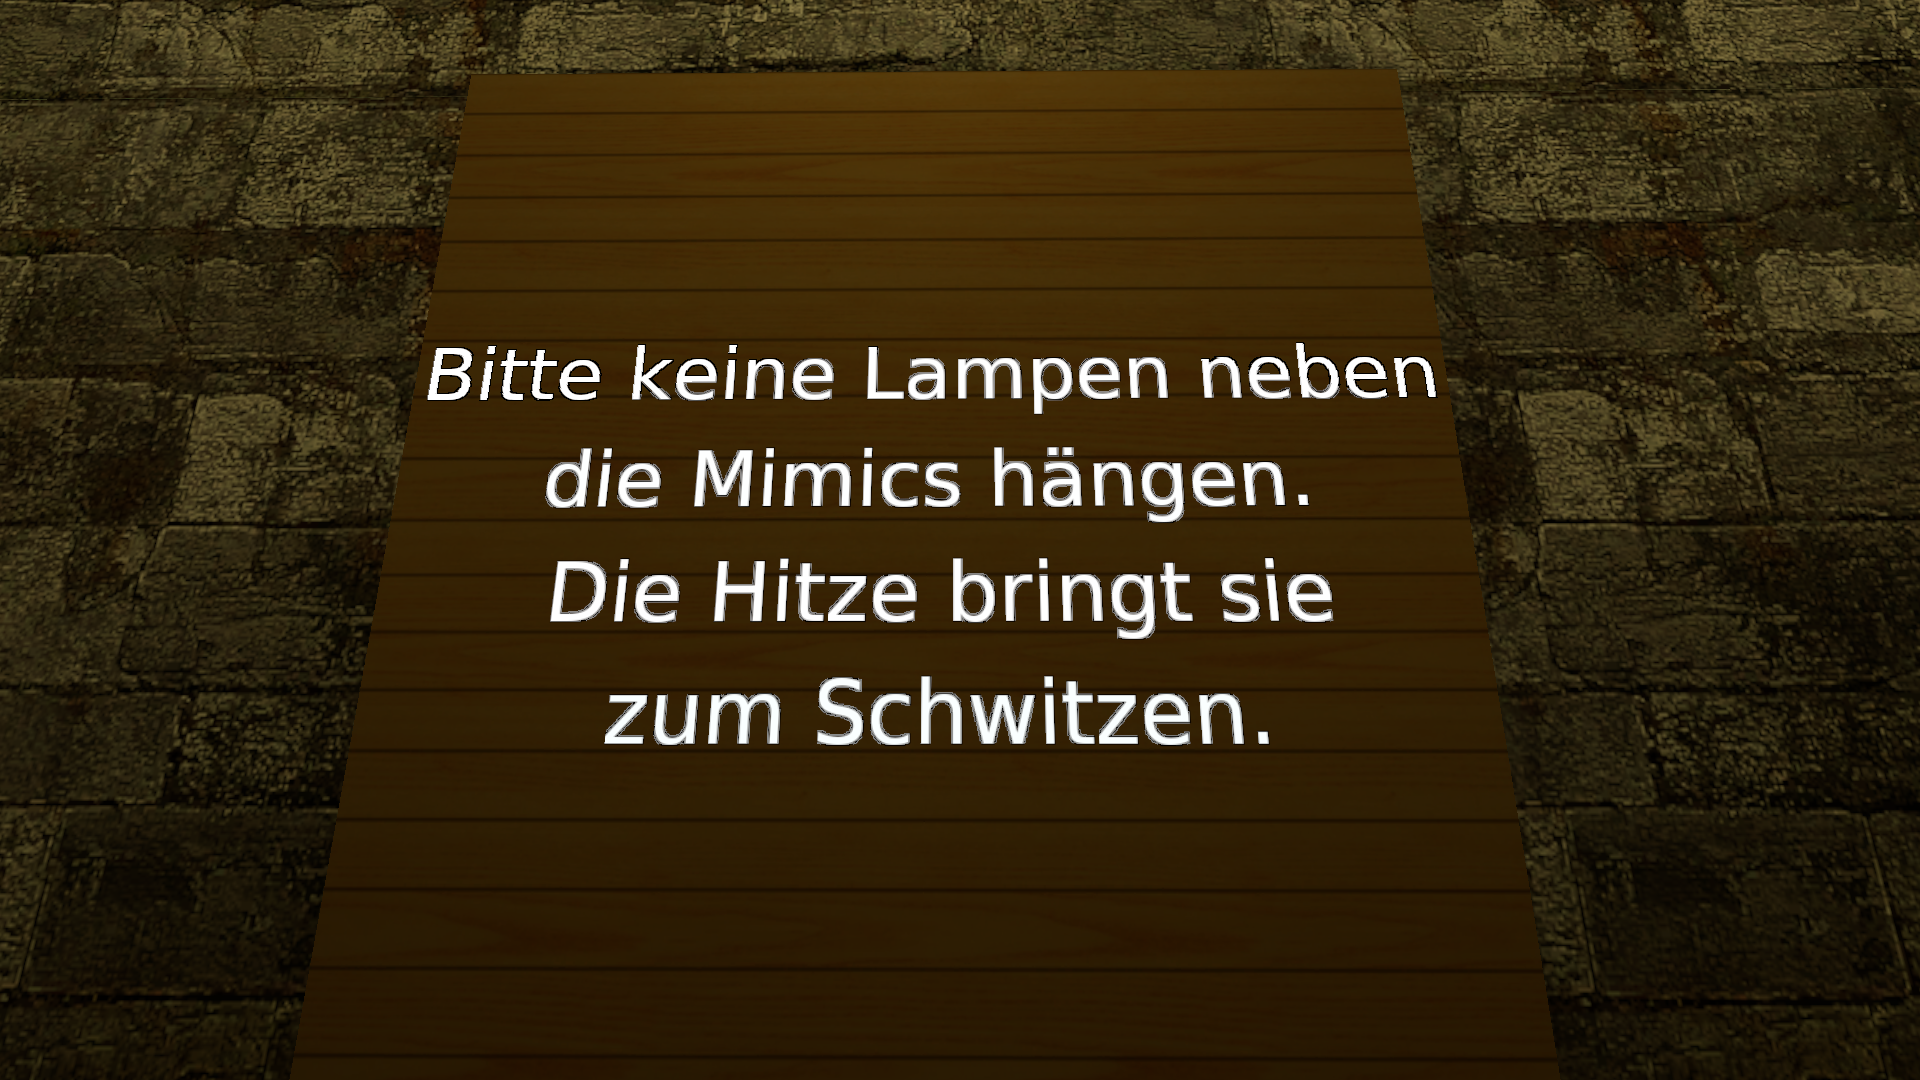 Bitte keine Lampen neben
die Mimics hängen.
Die Hitze bringt sie
zum Schwitzen.